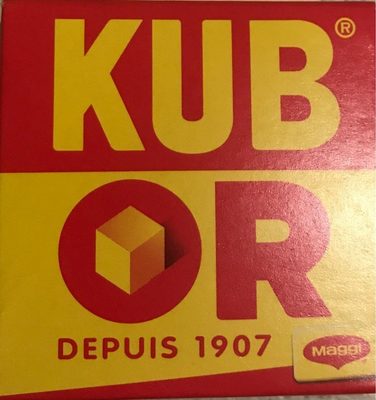 KUB®
OR
DEPUIS 1907
Maggi